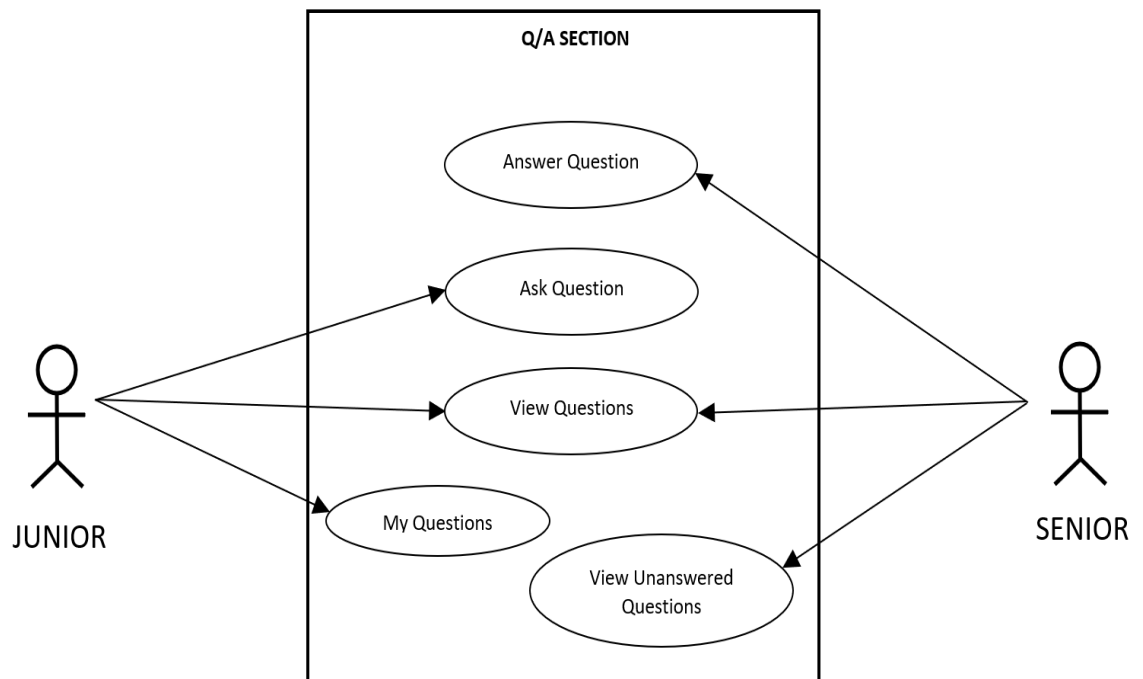 Q/A SECTION
Answer Question
Ask Question
View Questions
My Questions
View Unanswered
Questions
JUNIOR
SENIOR